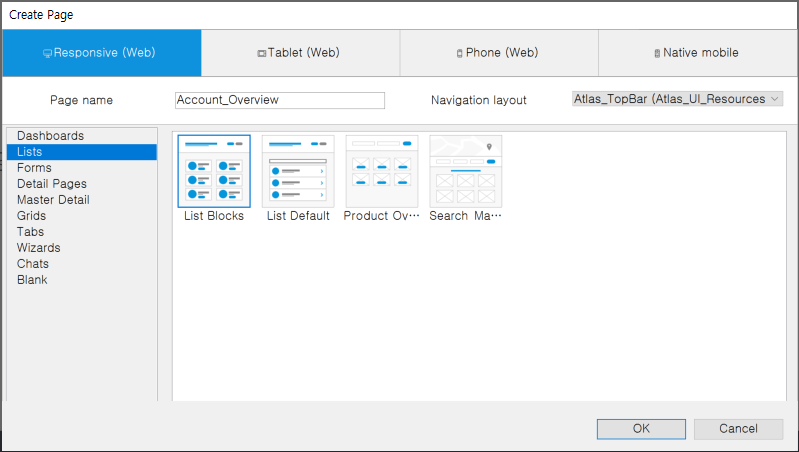 Create Page
Responsive (Web)
Tablet (Web)
Phone (Web)
Native mobile
Page name
Account_Overview
Navigation layout
Atlas_TopBar (Atlas_UI_Resources
Dashboards
Lists
Forms
Detail Pages
Master Detail
Grids
Tabs
Wizards
Chats
Blank
List Blocks
List Default
Product Ov···
Search Ma···
OK
Cancel